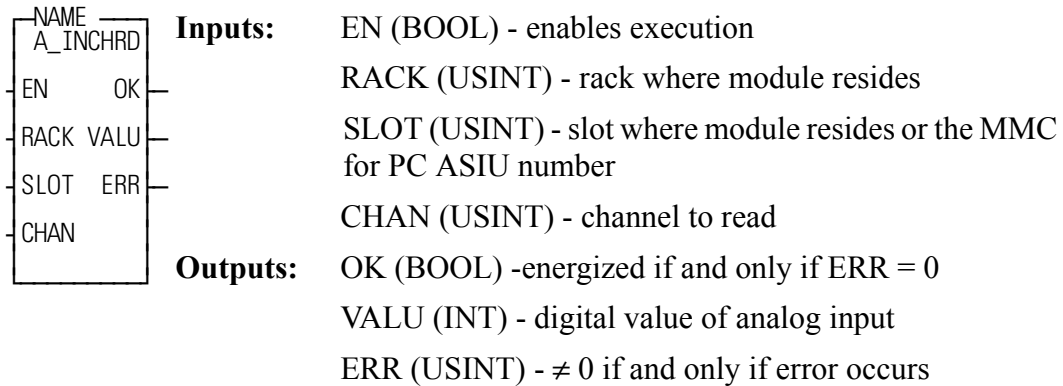 NAME
A_INCHRD
EN OK
RACK VALU
SLOT ERR
CHAN
Inputs: EN (BOOL) - enables execution
RACK (USINT) - rack where module resides
SLOT (USINT) - slot where module resides or the MMC
for PC ASIU number
CHAN (USINT) - channel to read
Outputs: OK (BOOL) -energized if and only if ERR = 0
VALU (INT) - digital value of analog input
ERR (USINT) - ≠ 0 if and only if error occurs